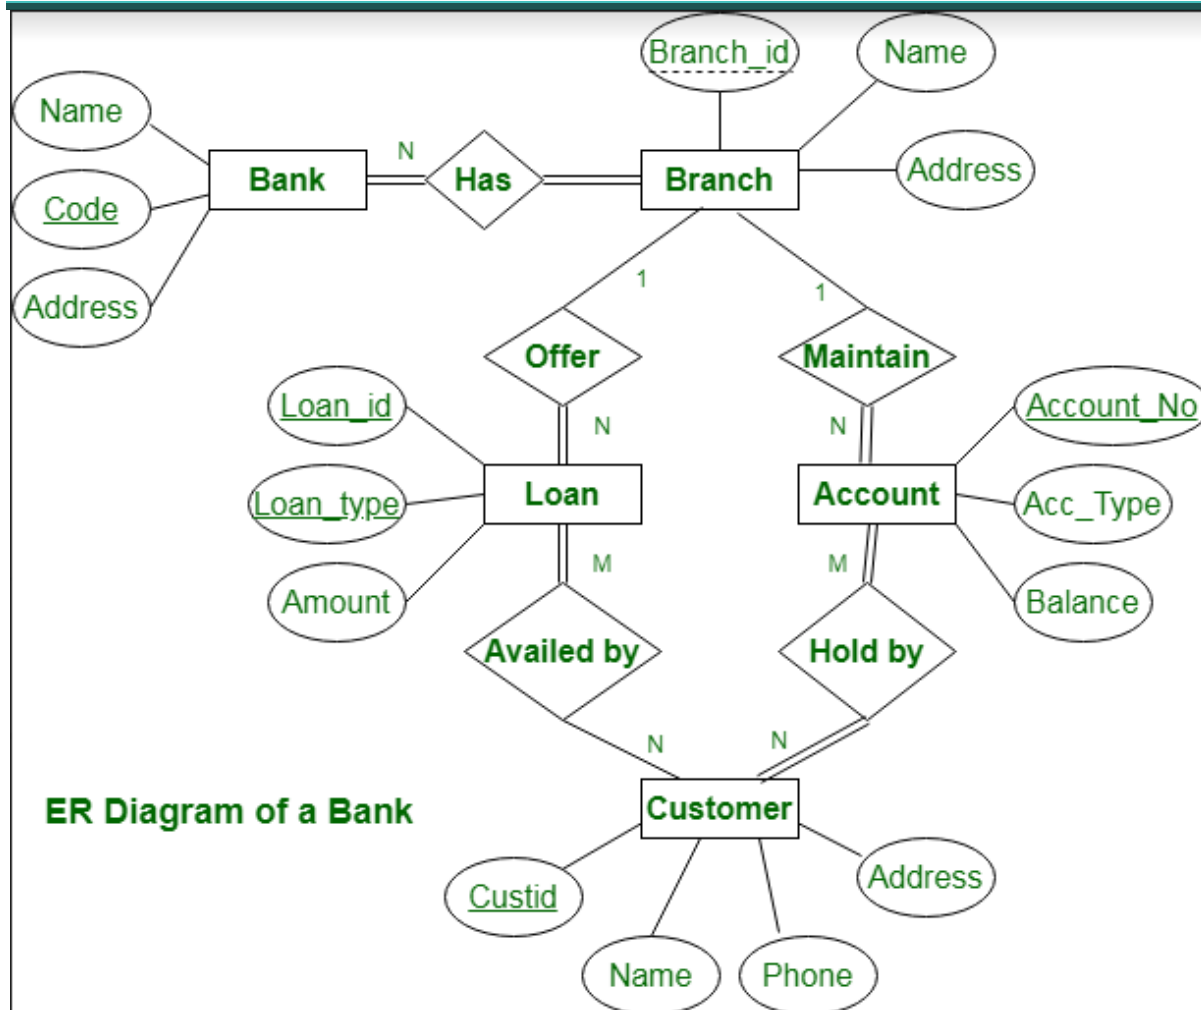 Branch_id
Name
Name
Bank
N
Has
Branch
Address
Code
Address
1
1
Offer
Maintain
Loan_id
N
N
Account_No
Loan_type
Loan
Account
Acc_Type
M
M
Amount
Balance
Availed by
Hold by
N
N
ER Diagram of a Bank
Customer
Custid
Address
Name
Phone